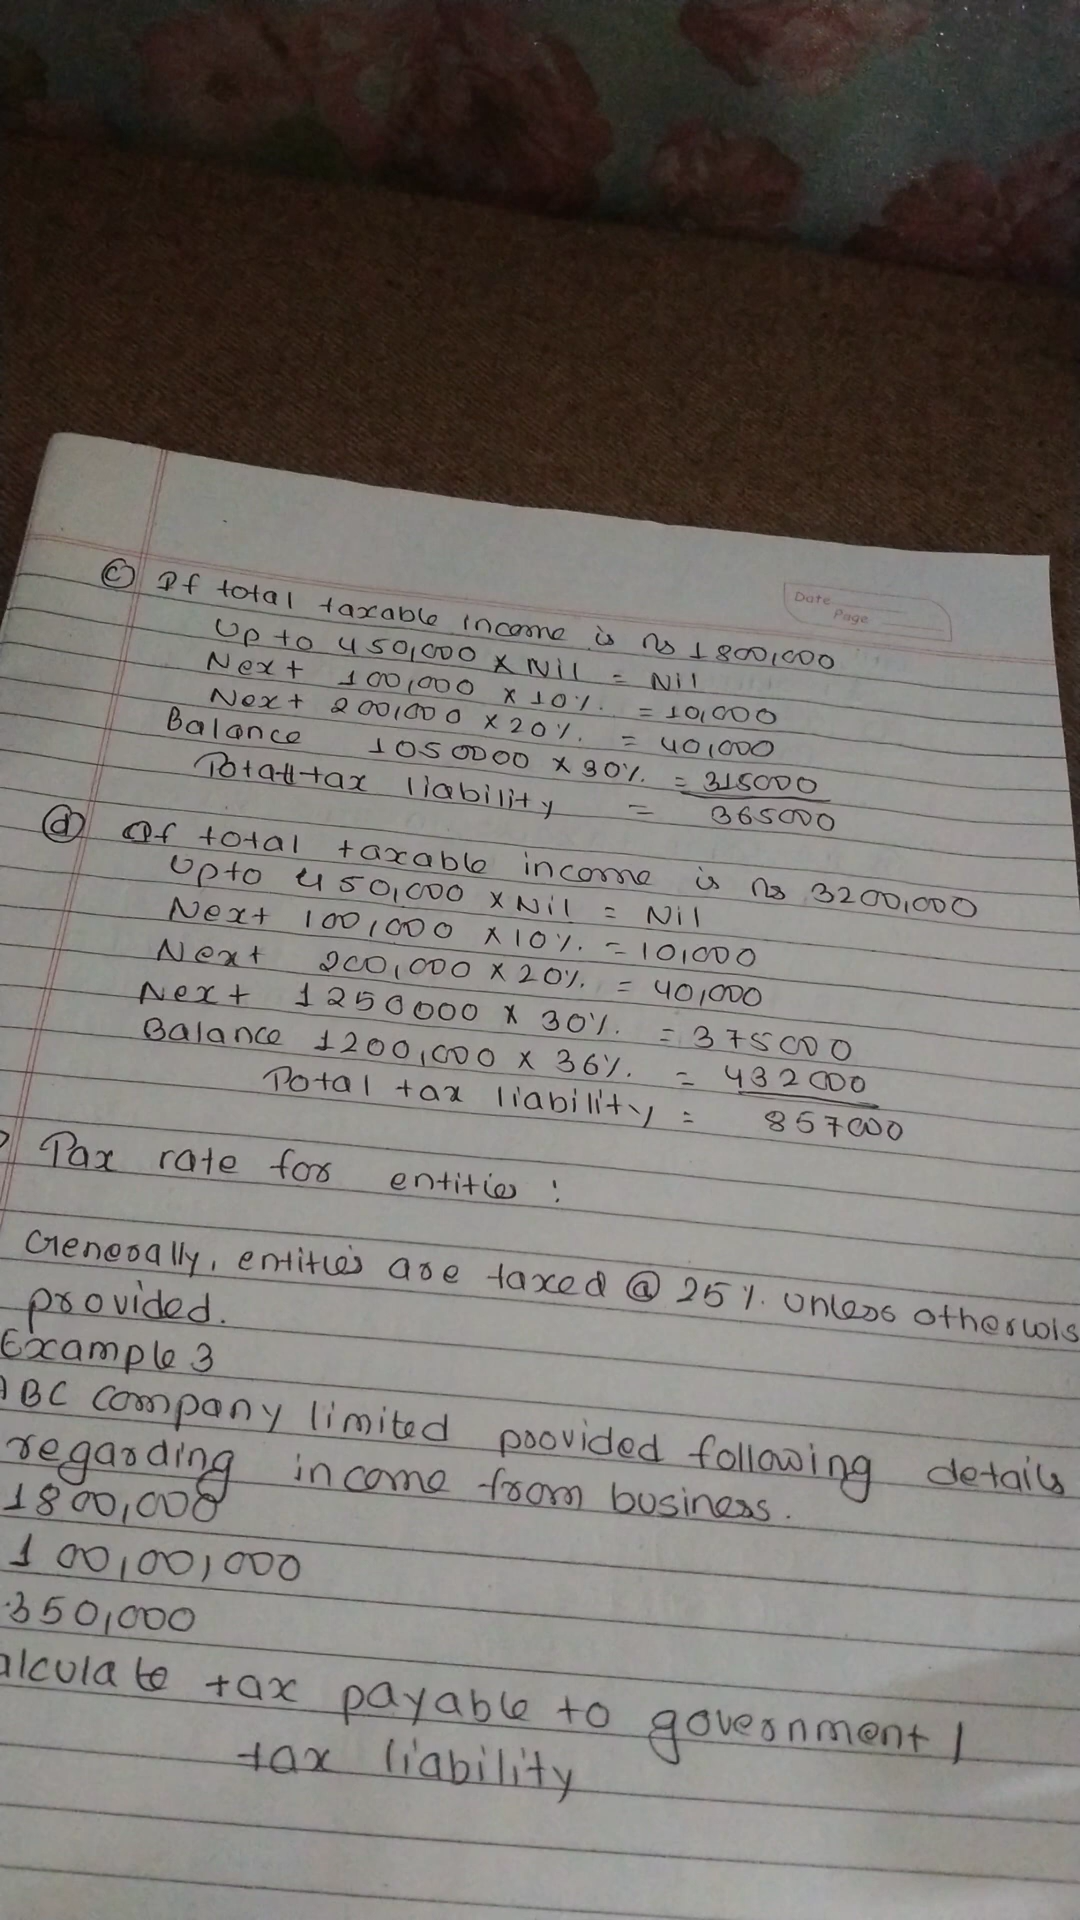 Date
Page
(c) If total taxable income is rs 1800,000
Up to 450,000 × Nil = Nil
Next 100,000 × 10% = 10,000
Next 200,000 × 20% = 40,000
Balance 1050000 × 30% = 315000
Total tax liability = 365000
(d) If total taxable income is rs 3200,000
Upto 450,000 × Nil = Nil
Next 100,000 × 10% = 10,000
Next 200,000 × 20% = 40,000
Next 1250000 × 30% = 375000
Balance 1200,000 × 36% = 432000
Total tax liability = 857000
Tax rate for entities :
Generally, entities are taxed @ 25% unless otherwis
provided.
Example 3
ABC company limited provided following details
regarding income from business.
1800,000
100,00,000
350,000
alculate tax payable to government /
tax liability